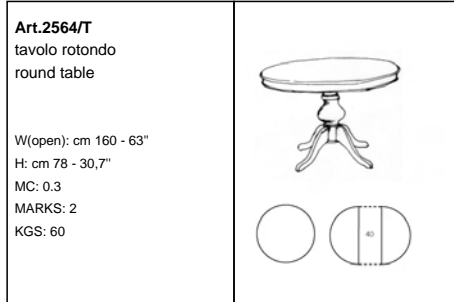 Art.2564/T
tavolo rotondo
round table
W(open): cm 160 - 63"
H: cm 78 - 30,7"
MC: 0.3
MARKS: 2
KGS: 60
40